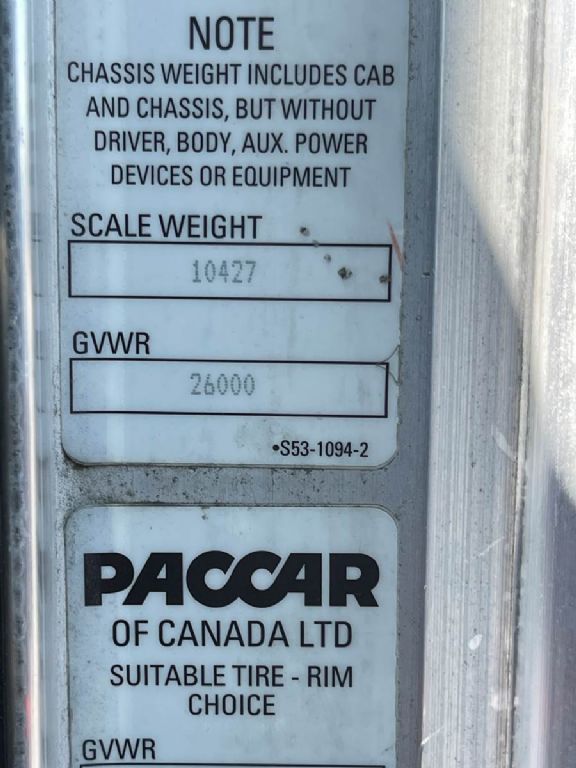 NOTE
CHASSIS WEIGHT INCLUDES CAB
AND CHASSIS, BUT WITHOUT
DRIVER, BODY, AUX. POWER
DEVICES OR EQUIPMENT
SCALE WEIGHT
10427
GVWR
26000
•S53-1094-2
PACCAR
OF CANADA LTD
SUITABLE TIRE - RIM
CHOICE
GVWR